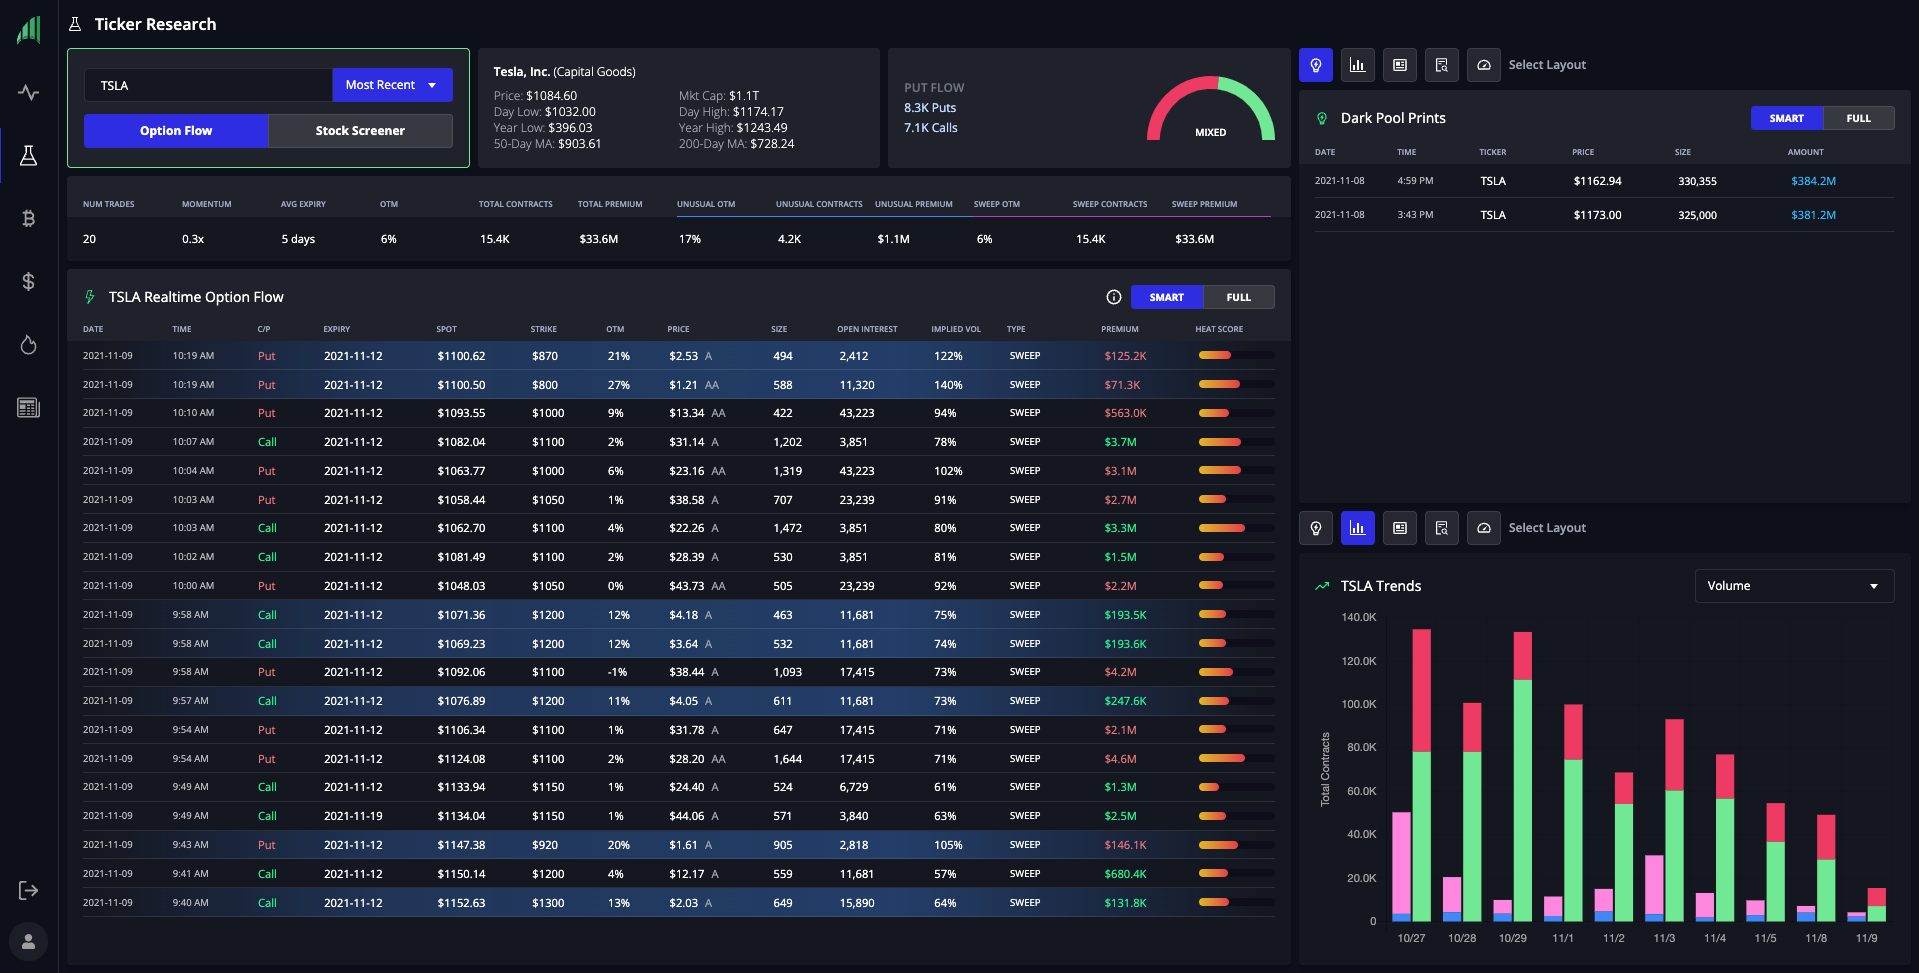 Ticker Research
TSLA
Most Recent
Option Flow
Stock Screener
Tesla, Inc. (Capital Goods)
Price: $1084.60
Mkt Cap: $1.1T
Day Low: $1032.00
Day High: $1174.17
Year Low: $396.03
Year High: $1243.49
50-Day MA: $903.61
200-Day MA: $728.24
PUT FLOW
8.3K Puts
7.1K Calls
MIXED
NUM TRADES MOMENTUM AVG EXPIRY OTM TOTAL CONTRACTS TOTAL PREMIUM UNUSUAL OTM UNUSUAL CONTRACTS UNUSUAL PREMIUM SWEEP OTM SWEEP CONTRACTS SWEEP PREMIUM
20 0.3x 5 days 6% 15.4K $33.6M 17% 4.2K $1.1M 6% 15.4K $33.6M
TSLA Realtime Option Flow
SMART FULL
DATE TIME C/P EXPIRY SPOT STRIKE OTM PRICE SIZE OPEN INTEREST IMPLIED VOL TYPE PREMIUM HEAT SCORE
2021-11-09 10:19 AM Put 2021-11-12 $1100.62 $870 21% $2.53 A 494 2,412 122% SWEEP $125.2K
2021-11-09 10:19 AM Put 2021-11-12 $1100.50 $800 27% $1.21 AA 588 11,320 140% SWEEP $71.3K
2021-11-09 10:10 AM Put 2021-11-12 $1093.55 $1000 9% $13.34 AA 422 43,223 94% SWEEP $563.0K
2021-11-09 10:07 AM Call 2021-11-12 $1082.04 $1100 2% $31.14 A 1,202 3,851 78% SWEEP $3.7M
2021-11-09 10:04 AM Put 2021-11-12 $1063.77 $1000 6% $23.16 AA 1,319 43,223 102% SWEEP $3.1M
2021-11-09 10:03 AM Put 2021-11-12 $1058.44 $1050 1% $38.58 A 707 23,239 91% SWEEP $2.7M
2021-11-09 10:03 AM Call 2021-11-12 $1062.70 $1100 4% $22.26 A 1,472 3,851 80% SWEEP $3.3M
2021-11-09 10:02 AM Call 2021-11-12 $1081.49 $1100 2% $28.39 A 530 3,851 81% SWEEP $1.5M
2021-11-09 10:00 AM Put 2021-11-12 $1048.03 $1050 0% $43.73 AA 505 23,239 92% SWEEP $2.2M
2021-11-09 9:58 AM Call 2021-11-12 $1071.36 $1200 12% $4.18 A 463 11,681 75% SWEEP $193.5K
2021-11-09 9:58 AM Call 2021-11-12 $1069.23 $1200 12% $3.64 A 532 11,681 74% SWEEP $193.6K
2021-11-09 9:58 AM Put 2021-11-12 $1092.06 $1100 -1% $38.44 A 1,093 17,415 73% SWEEP $4.2M
2021-11-09 9:57 AM Call 2021-11-12 $1076.89 $1200 11% $4.05 A 611 11,681 73% SWEEP $247.6K
2021-11-09 9:54 AM Put 2021-11-12 $1106.34 $1100 1% $31.78 A 647 17,415 71% SWEEP $2.1M
2021-11-09 9:54 AM Put 2021-11-12 $1124.08 $1100 2% $28.20 AA 1,644 17,415 71% SWEEP $4.6M
2021-11-09 9:49 AM Call 2021-11-12 $1133.94 $1150 1% $24.40 A 524 6,729 61% SWEEP $1.3M
2021-11-09 9:49 AM Call 2021-11-19 $1134.04 $1150 1% $44.06 A 571 3,840 63% SWEEP $2.5M
2021-11-09 9:43 AM Put 2021-11-12 $1147.38 $920 20% $1.61 A 905 2,818 105% SWEEP $146.1K
2021-11-09 9:41 AM Call 2021-11-12 $1150.14 $1200 4% $12.17 A 559 11,681 57% SWEEP $680.4K
2021-11-09 9:40 AM Call 2021-11-12 $1152.63 $1300 13% $2.03 A 649 15,890 64% SWEEP $131.8K
Select Layout
Dark Pool Prints
SMART FULL
DATE TIME TICKER PRICE SIZE AMOUNT
2021-11-08 4:59 PM TSLA $1162.94 330,355 $384.2M
2021-11-08 3:43 PM TSLA $1173.00 325,000 $381.2M
Select Layout
TSLA Trends
Volume
Total Contracts
140.0K
120.0K
100.0K
80.0K
60.0K
40.0K
20.0K
0
10/27 10/28 10/29 11/1 11/2 11/3 11/4 11/5 11/8 11/9